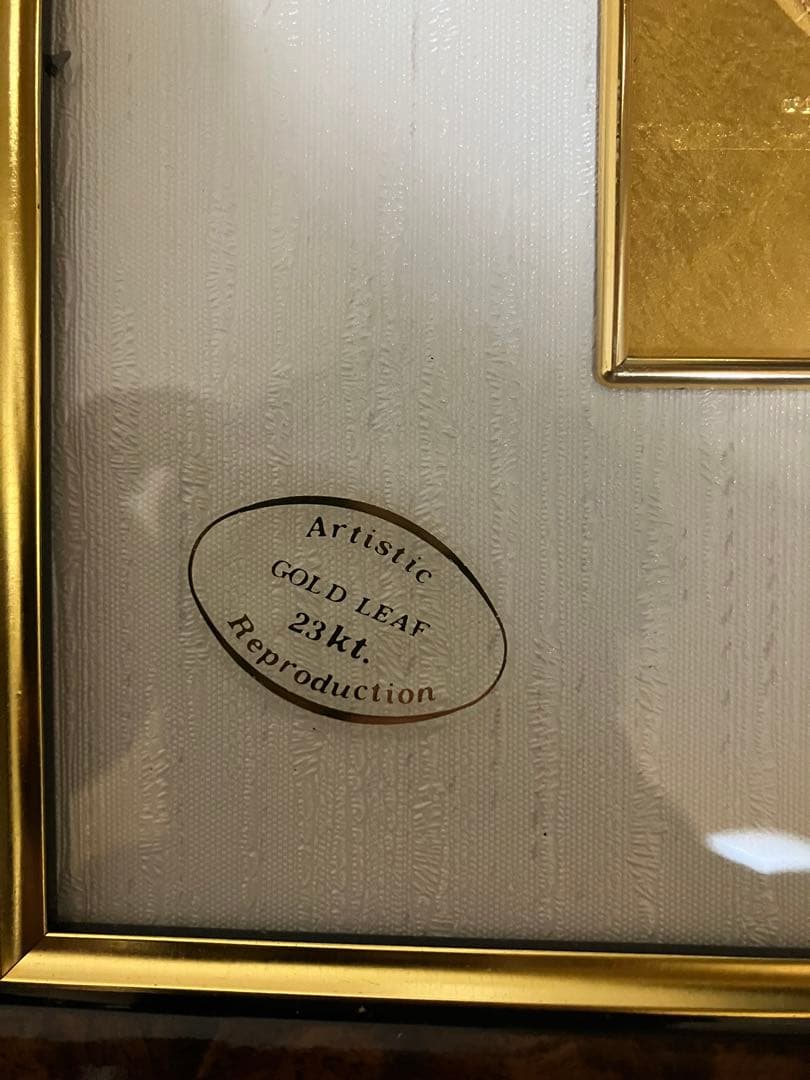 Artistic
GOLD LEAF
23kt.
Reproduction